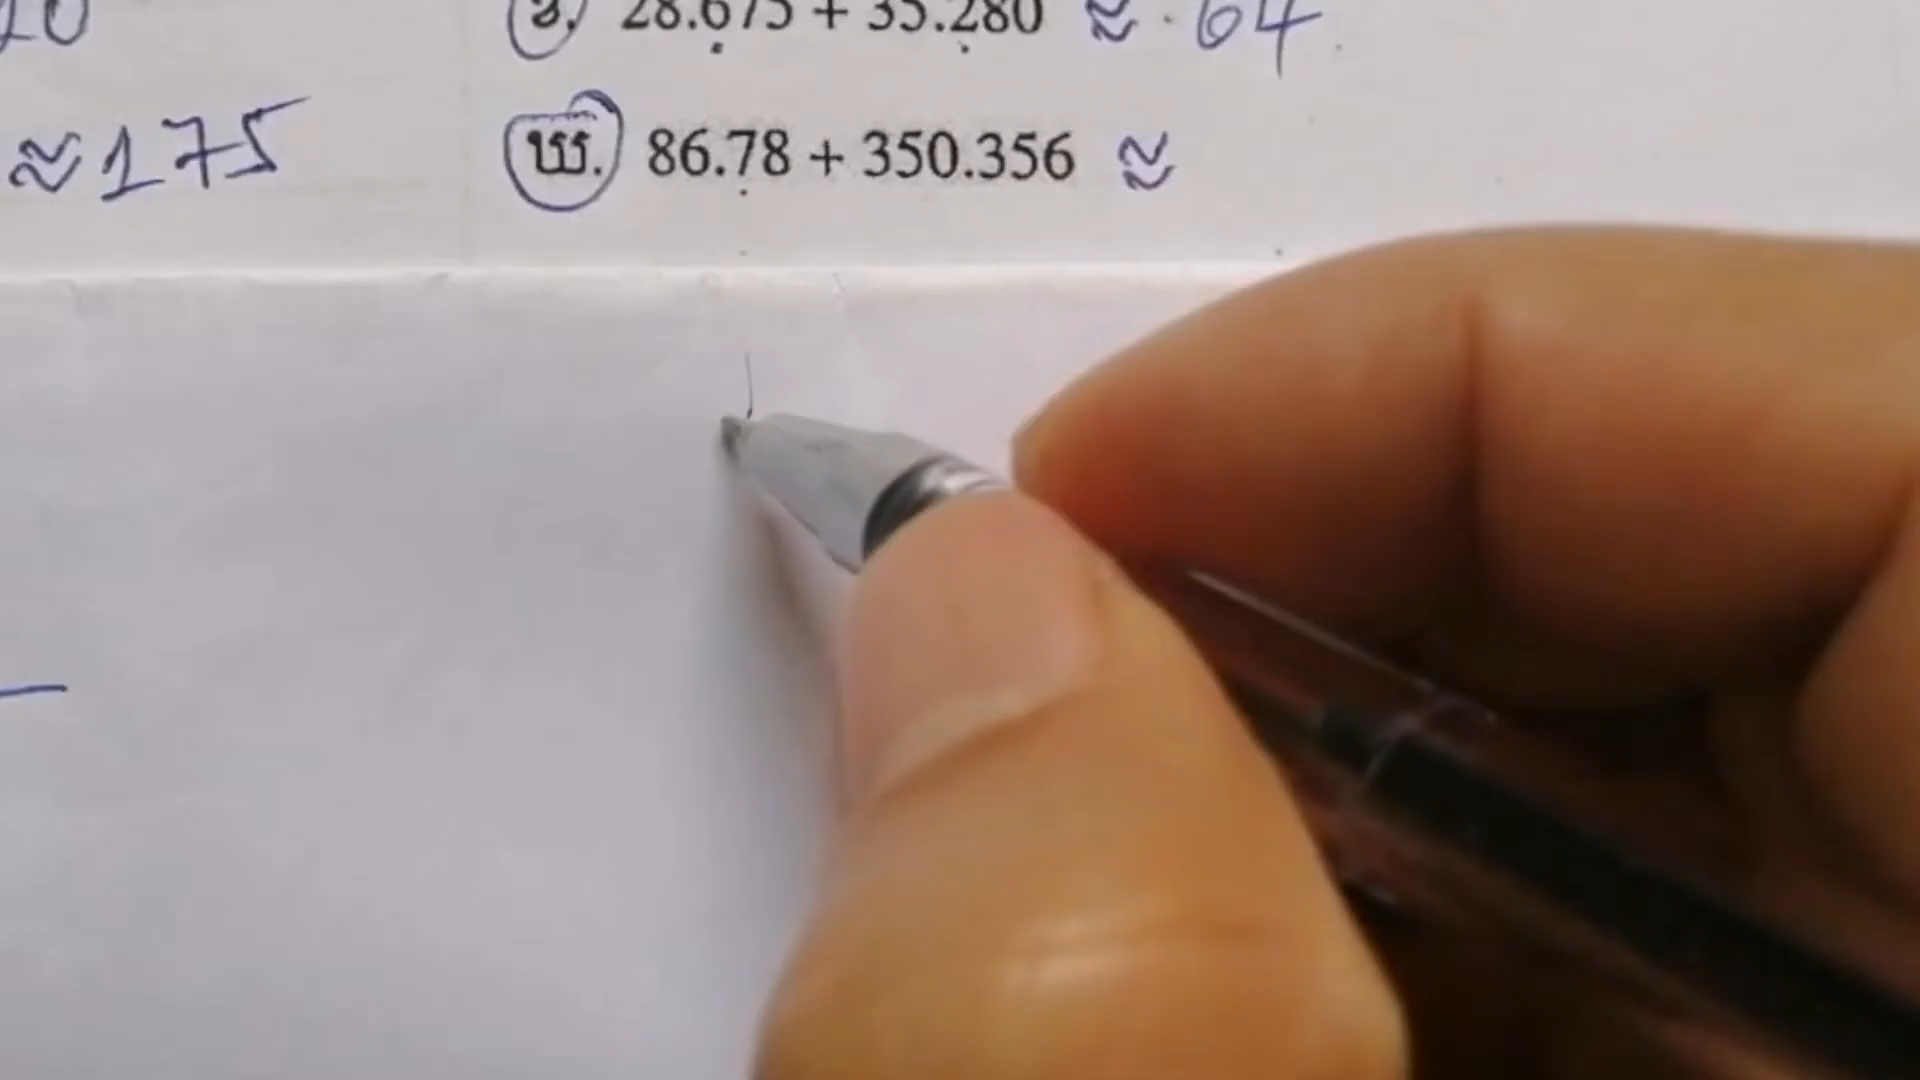 28.675 + 35.280 ≈ 64
≈ 175
ឃ. 86.78 + 350.356 ≈